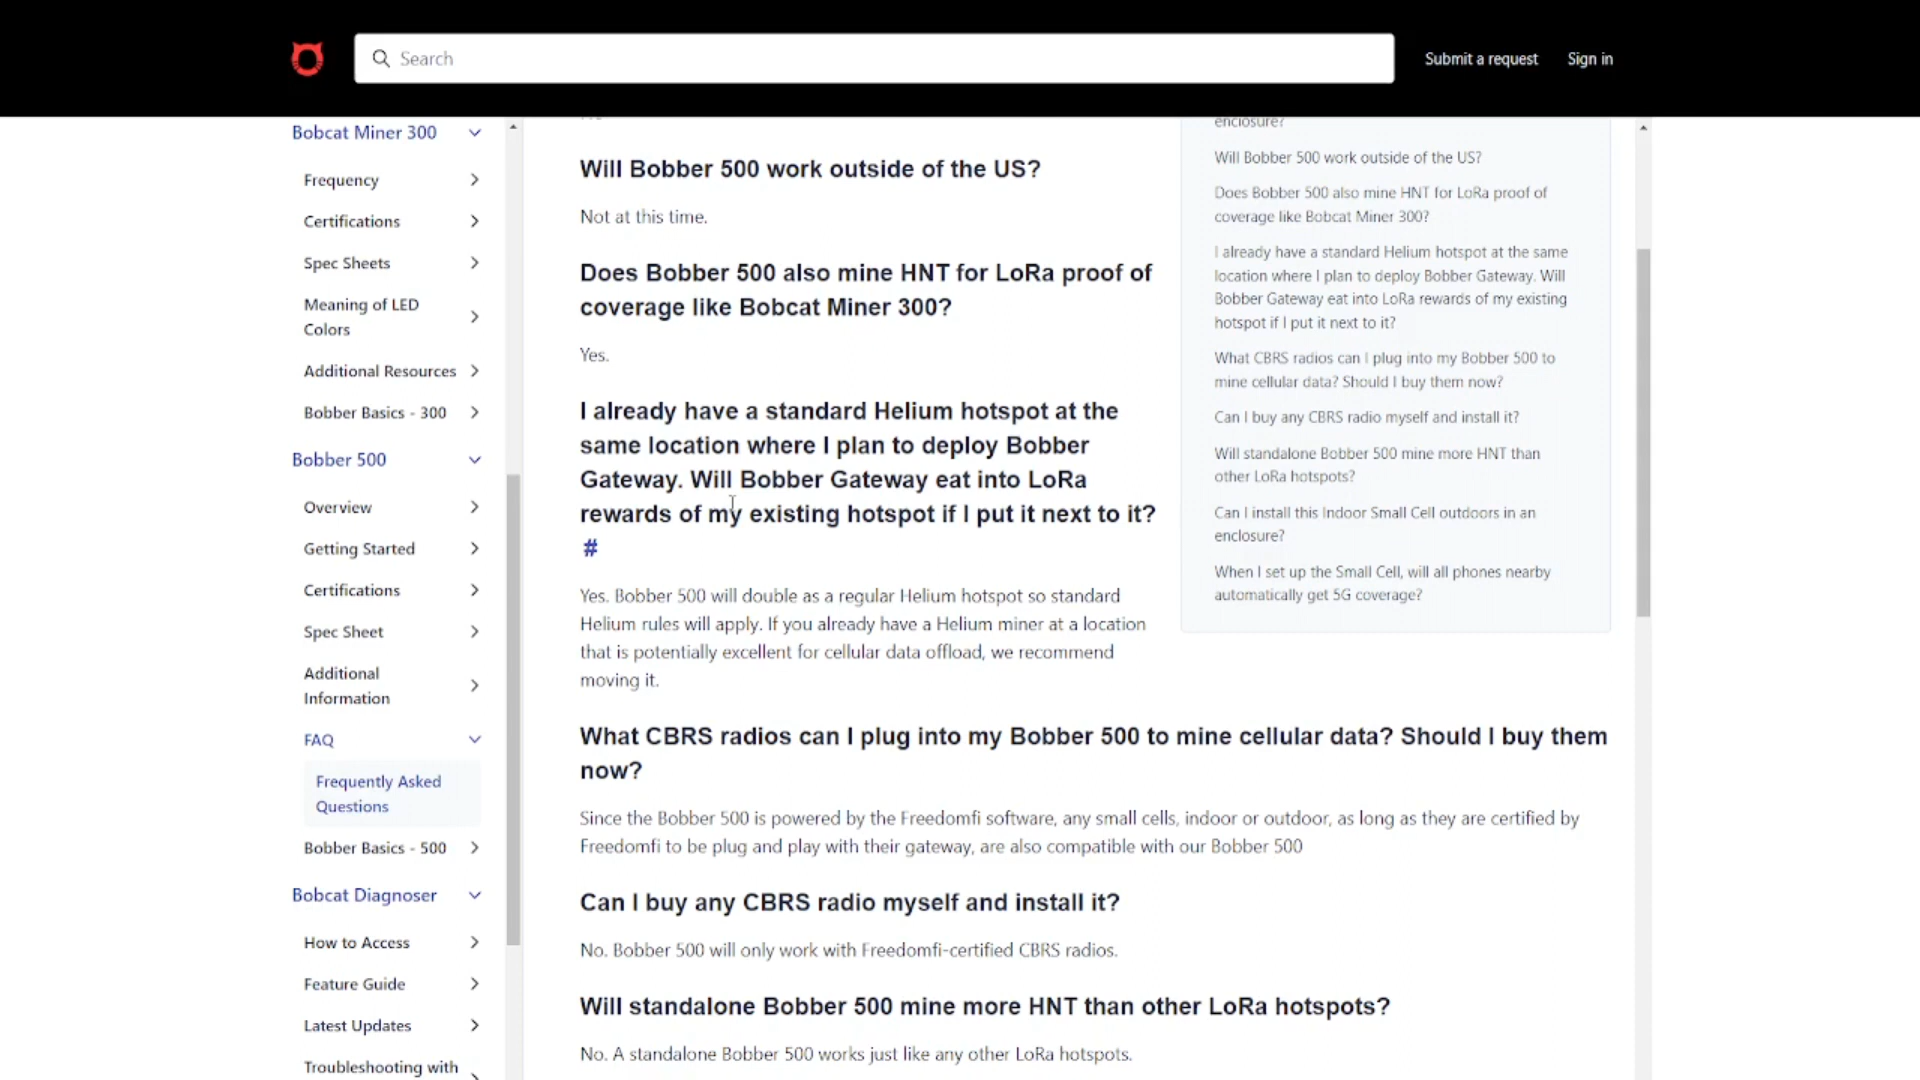 Search
Submit a request
Sign in
Bobcat Miner 300
Frequency
Certifications
Spec Sheets
Meaning of LED
Colors
Additional Resources
Bobber Basics - 300
Bobber 500
Overview
Getting Started
Certifications
Spec Sheet
Additional
Information
FAQ
Frequently Asked
Questions
Bobber Basics - 500
Bobcat Diagnoser
How to Access
Feature Guide
Latest Updates
Troubleshooting with
Will Bobber 500 work outside of the US?
Not at this time.
Does Bobber 500 also mine HNT for LoRa proof of
coverage like Bobcat Miner 300?
Yes.
I already have a standard Helium hotspot at the
same location where I plan to deploy Bobber
Gateway. Will Bobber Gateway eat into LoRa
rewards of my existing hotspot if I put it next to it?
#
Yes. Bobber 500 will double as a regular Helium hotspot so standard
Helium rules will apply. If you already have a Helium miner at a location
that is potentially excellent for cellular data offload, we recommend
moving it.
What CBRS radios can I plug into my Bobber 500 to mine cellular data? Should I buy them
now?
Since the Bobber 500 is powered by the Freedomfi software, any small cells, indoor or outdoor, as long as they are certified by
Freedomfi to be plug and play with their gateway, are also compatible with our Bobber 500
Can I buy any CBRS radio myself and install it?
No. Bobber 500 will only work with Freedomfi-certified CBRS radios.
Will standalone Bobber 500 mine more HNT than other LoRa hotspots?
No. A standalone Bobber 500 works just like any other LoRa hotspots.
enclosure?
Will Bobber 500 work outside of the US?
Does Bobber 500 also mine HNT for LoRa proof of
coverage like Bobcat Miner 300?
I already have a standard Helium hotspot at the same
location where I plan to deploy Bobber Gateway. Will
Bobber Gateway eat into LoRa rewards of my existing
hotspot if I put it next to it?
What CBRS radios can I plug into my Bobber 500 to
mine cellular data? Should I buy them now?
Can I buy any CBRS radio myself and install it?
Will standalone Bobber 500 mine more HNT than
other LoRa hotspots?
Can I install this Indoor Small Cell outdoors in an
enclosure?
When I set up the Small Cell, will all phones nearby
automatically get 5G coverage?